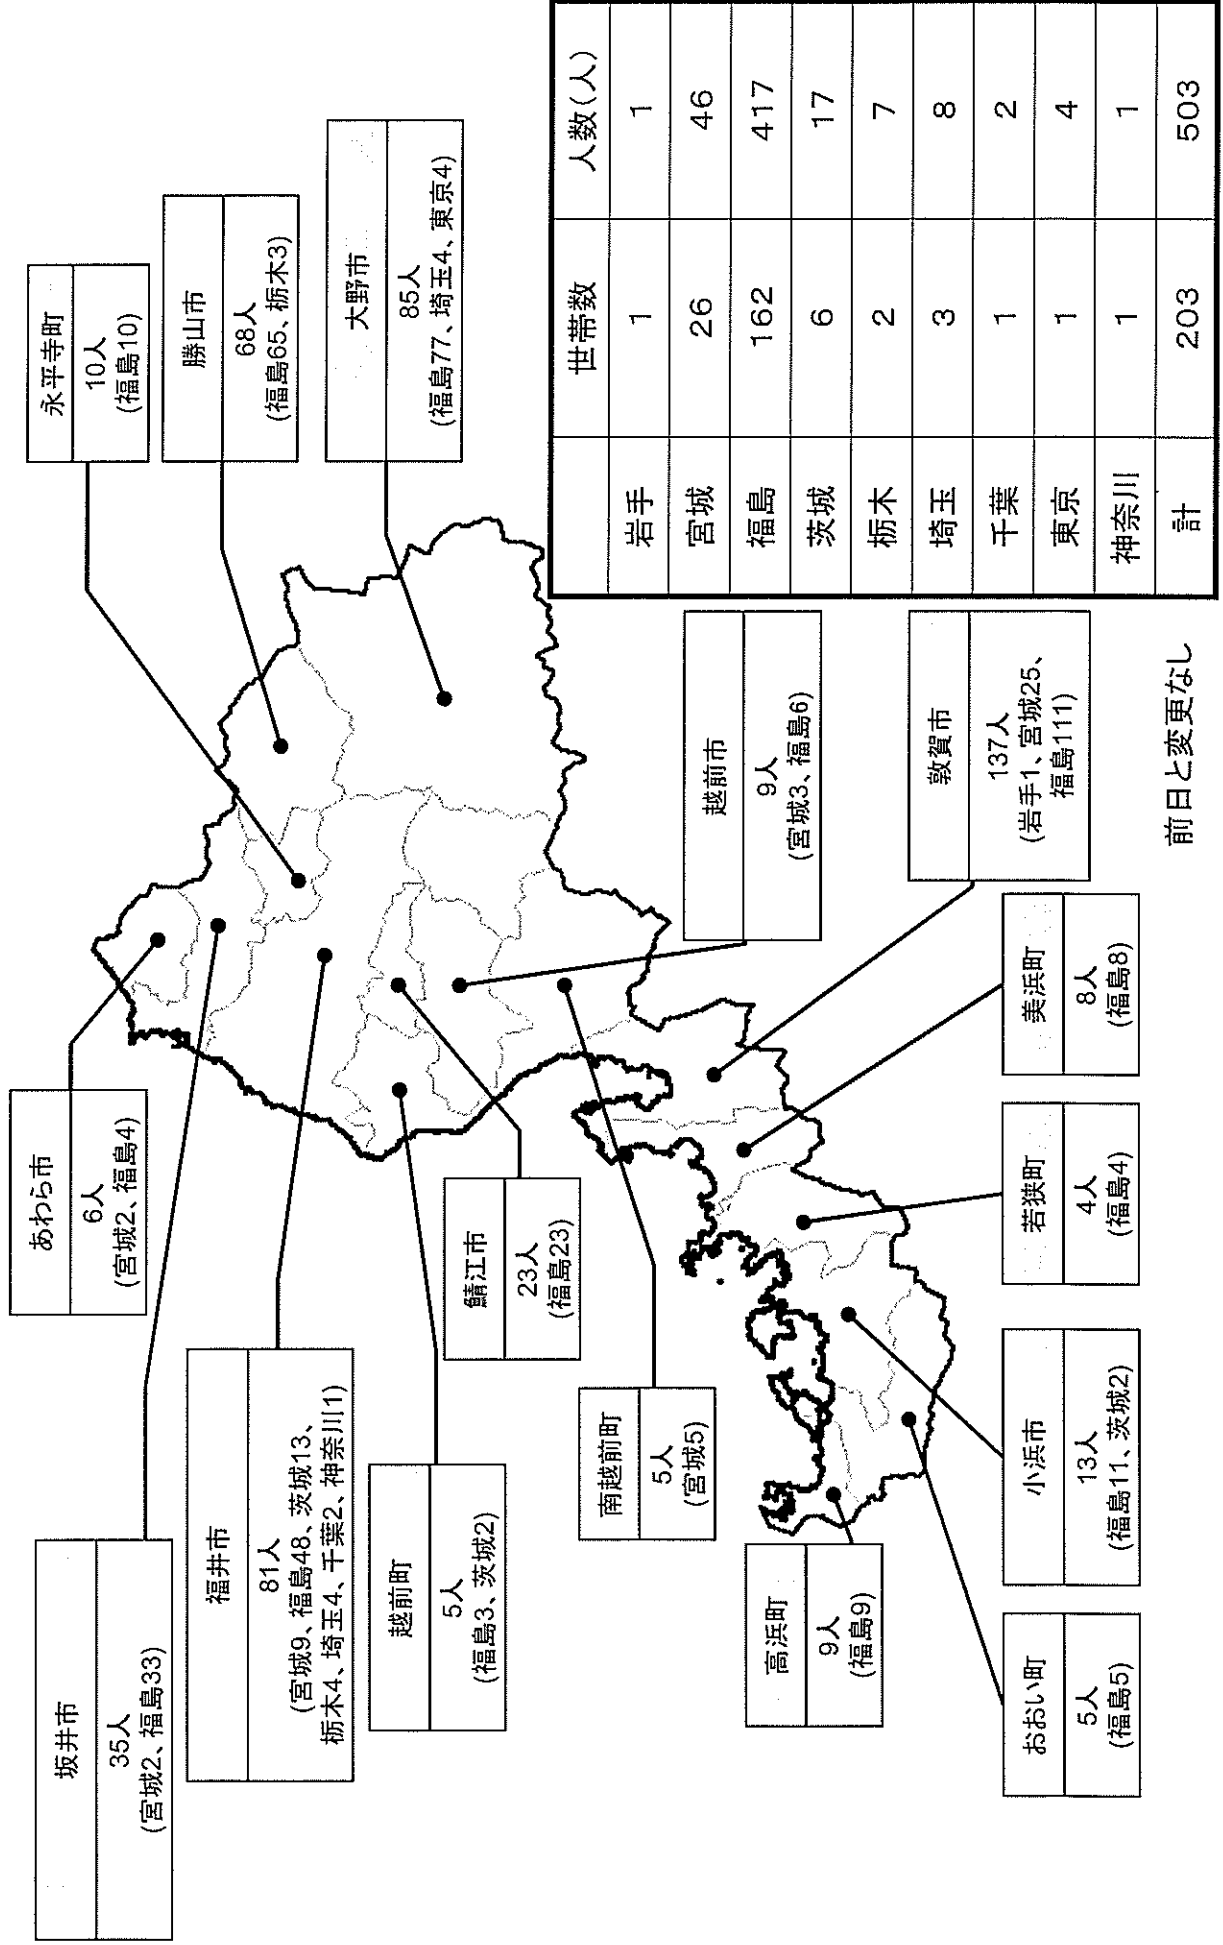 坂井市
35人
(宮城2、福島33)
あわら市
6人
(宮城2、福島4)
永平寺町
10人
(福島10)
勝山市
68人
(福島65、栃木3)
大野市
85人
(福島77、埼玉4、東京4)
福井市
81人
(宮城9、福島48、茨城13、
栃木4、埼玉4、千葉2、神奈川1)
越前町
5人
(福島3、茨城2)
鯖江市
23人
(福島23)
南越前町
5人
(宮城5)
越前市
9人
(宮城3、福島6)
敦賀市
137人
(岩手1、宮城25、
福島111)
高浜町
9人
(福島9)
おおい町
5人
(福島5)
小浜市
13人
(福島11、茨城2)
若狭町
4人
(福島4)
美浜町
8人
(福島8)
世帯数 人数(人)
岩手 1 1
宮城 26 46
福島 162 417
茨城 6 17
栃木 2 7
埼玉 3 8
千葉 1 2
東京 1 4
神奈川 1 1
計 203 503
前日と変更なし